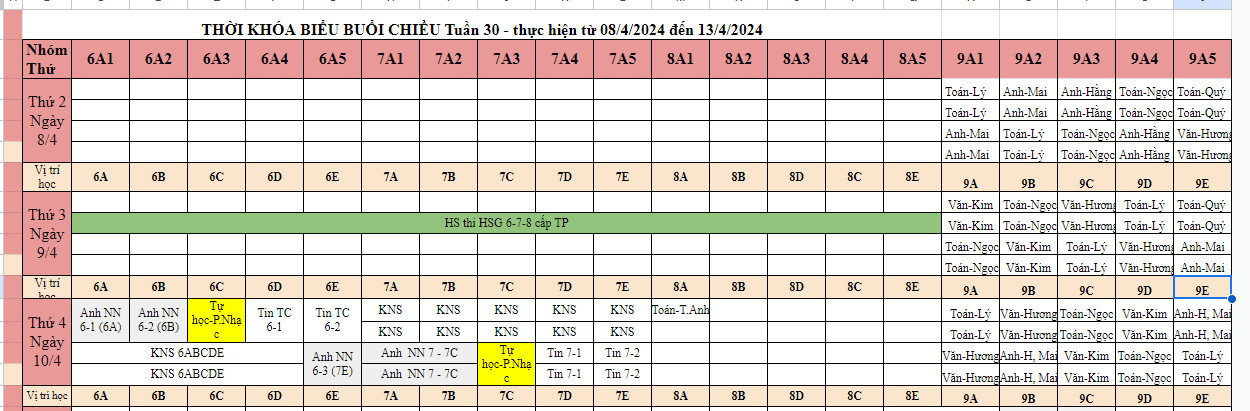 THỜI KHÓA BIỂU BUỔI CHIỀU Tuần 30 - thực hiện từ 08/4/2024 đến 13/4/2024
Nhóm Thứ 6A1 6A2 6A3 6A4 6A5 7A1 7A2 7A3 7A4 7A5 8A1 8A2 8A3 8A4 8A5 9A1 9A2 9A3 9A4 9A5
Thứ 2 Ngày 8/4
Toán-Lý Anh-Mai Anh-Hằng Toán-Ngọc Toán-Quý
Toán-Lý Anh-Mai Anh-Hằng Toán-Ngọc Toán-Quý
Anh-Mai Toán-Lý Toán-Ngọc Anh-Hằng Văn-Hương
Anh-Mai Toán-Lý Toán-Ngọc Anh-Hằng Văn-Hương
Vị trí học 6A 6B 6C 6D 6E 7A 7B 7C 7D 7E 8A 8B 8D 8C 8E 9A 9B 9C 9D 9E
Thứ 3 Ngày 9/4
Văn-Kim Toán-Ngọc Văn-Hương Toán-Lý Toán-Quý
HS thi HSG 6-7-8 cấp TP Văn-Kim Toán-Ngọc Văn-Hương Toán-Lý Toán-Quý
Toán-Ngọc Văn-Kim Toán-Lý Văn-Hương Anh-Mai
Toán-Ngọc Văn-Kim Toán-Lý Văn-Hương Anh-Mai
Vị trí học 6A 6B 6C 6D 6E 7A 7B 7C 7D 7E 8A 8B 8D 8C 8E 9A 9B 9C 9D 9E
Thứ 4 Ngày 10/4
Anh NN 6-1 (6A) Anh NN 6-2 (6B) Tự học-P.Nhạc Tin TC 6-1 Tin TC 6-2 KNS KNS KNS KNS KNS Toán-T.Anh Toán-Lý Văn-Hương Toán-Ngọc Văn-Kim Anh-H, Mai
KNS KNS KNS KNS KNS Toán-Lý Văn-Hương Toán-Ngọc Văn-Kim Anh-H, Mai
KNS 6ABCDE Anh NN 6-3 (7E) Anh NN 7 - 7C Tự học-P.Nhạc Tin 7-1 Tin 7-2 Văn-Hương Anh-H, Mai Văn-Kim Toán-Ngọc Toán-Lý
KNS 6ABCDE Anh NN 7 - 7C Tin 7-1 Tin 7-2 Văn-Hương Anh-H, Mai Văn-Kim Toán-Ngọc Toán-Lý
Vị trí học 6A 6B 6C 6D 6E 7A 7B 7C 7D 7E 8A 8B 8D 8C 8E 9A 9B 9C 9D 9E